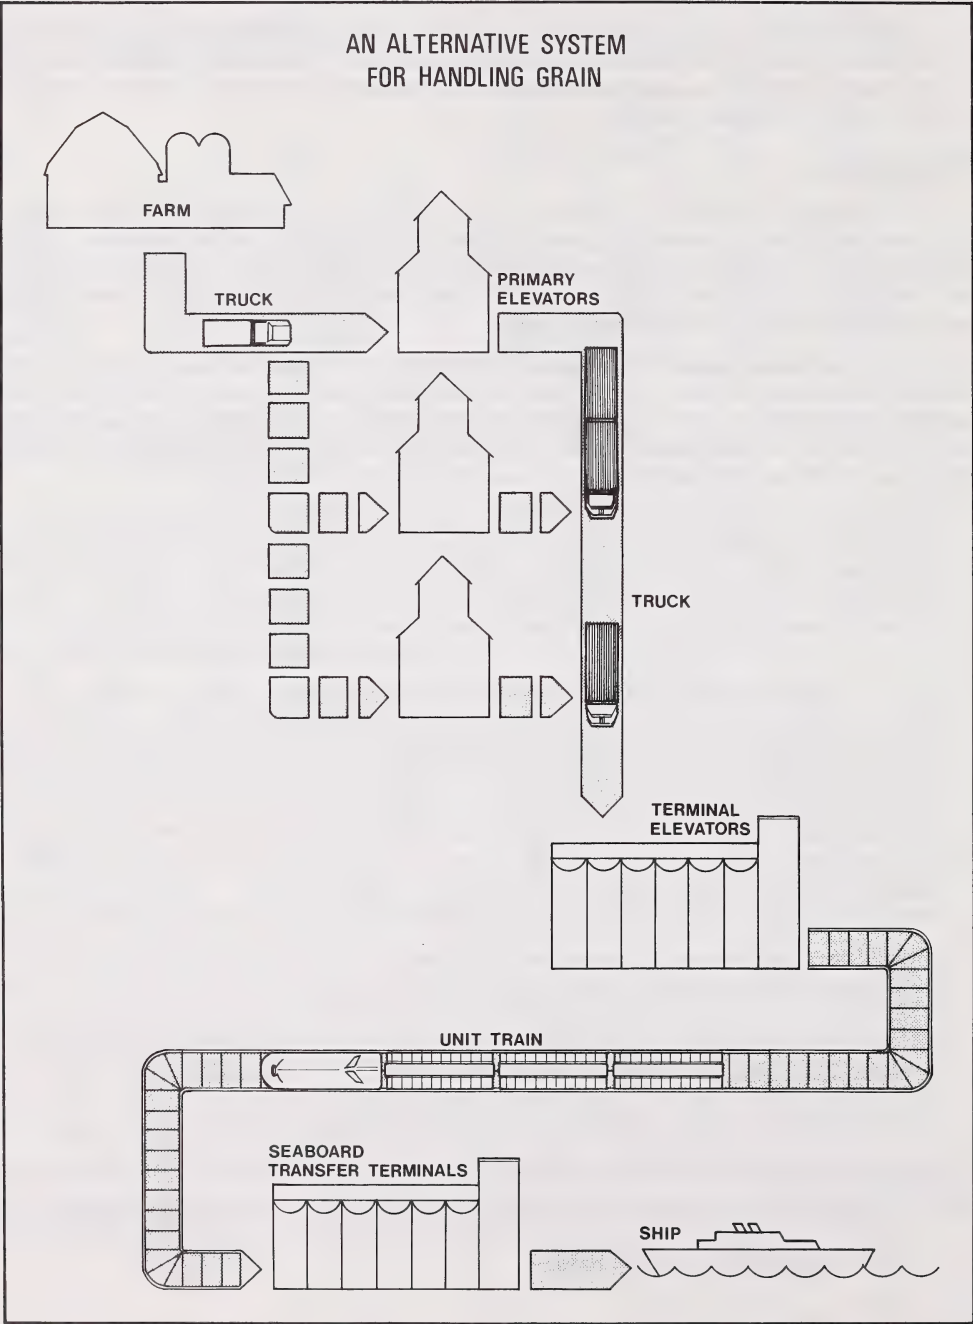 AN ALTERNATIVE SYSTEM
FOR HANDLING GRAIN
FARM
TRUCK
PRIMARY
ELEVATORS
TRUCK
TERMINAL
ELEVATORS
UNIT TRAIN
SEABOARD
TRANSFER TERMINALS
SHIP